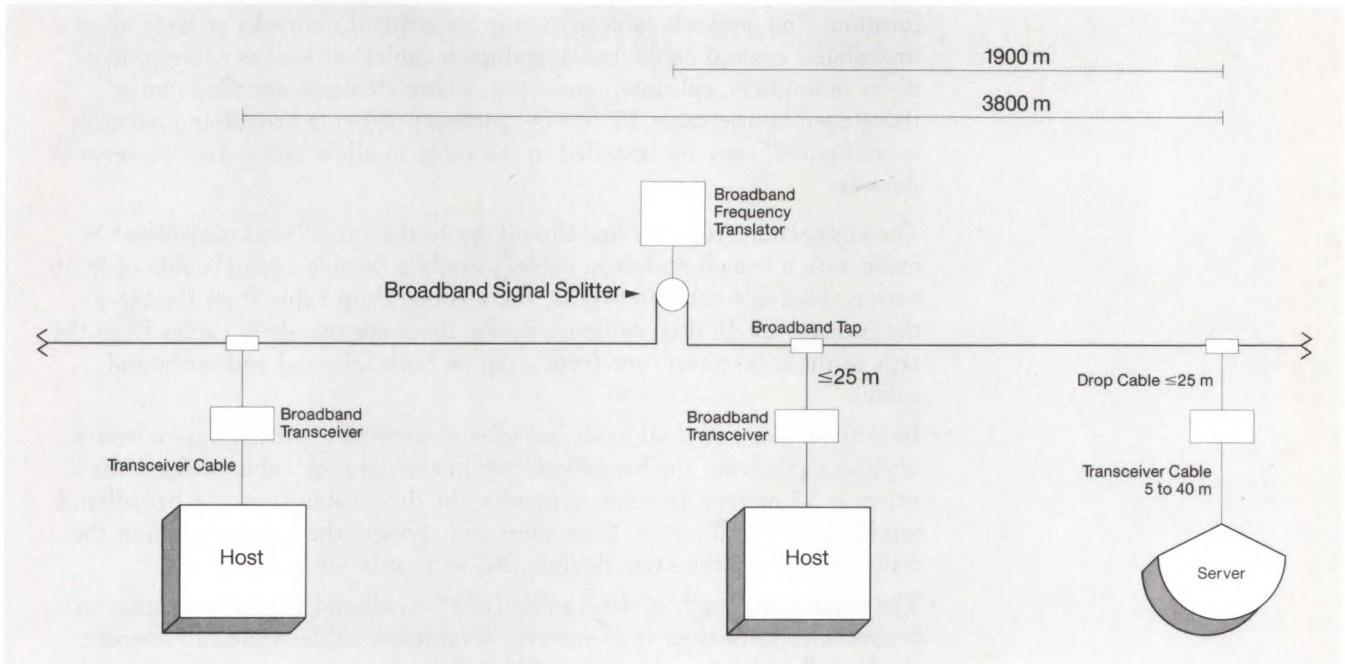 1900 m
3800 m
Broadband
Frequency
Translator
Broadband Signal Splitter
Broadband Tap
≤25 m
Drop Cable ≤25 m
Broadband
Transceiver
Broadband
Transceiver
Transceiver Cable
Transceiver Cable
5 to 40 m
Host
Host
Server